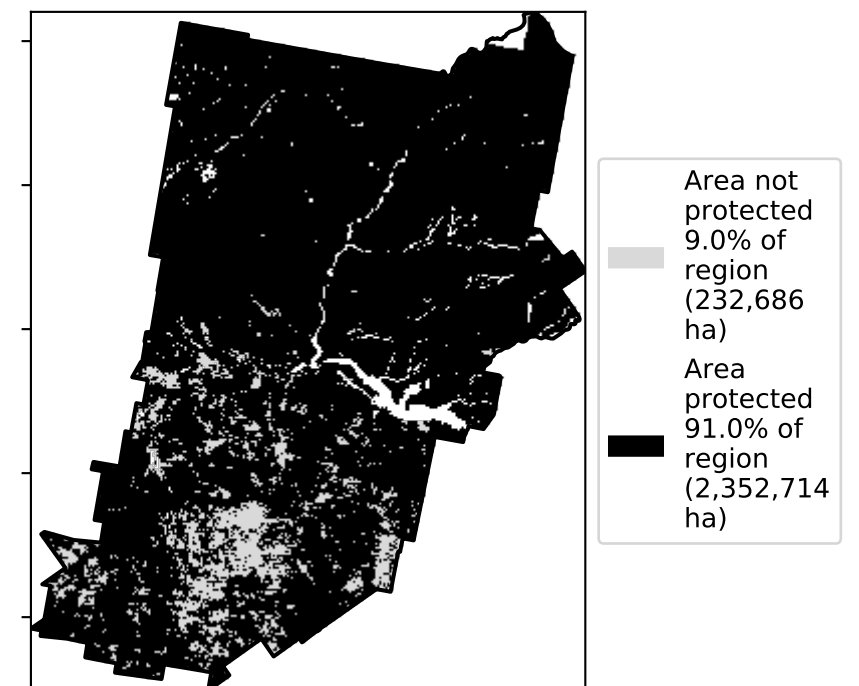 Area not
protected
9.0% of
region
(232,686
ha)
Area
protected
91.0% of
region
(2,352,714
ha)